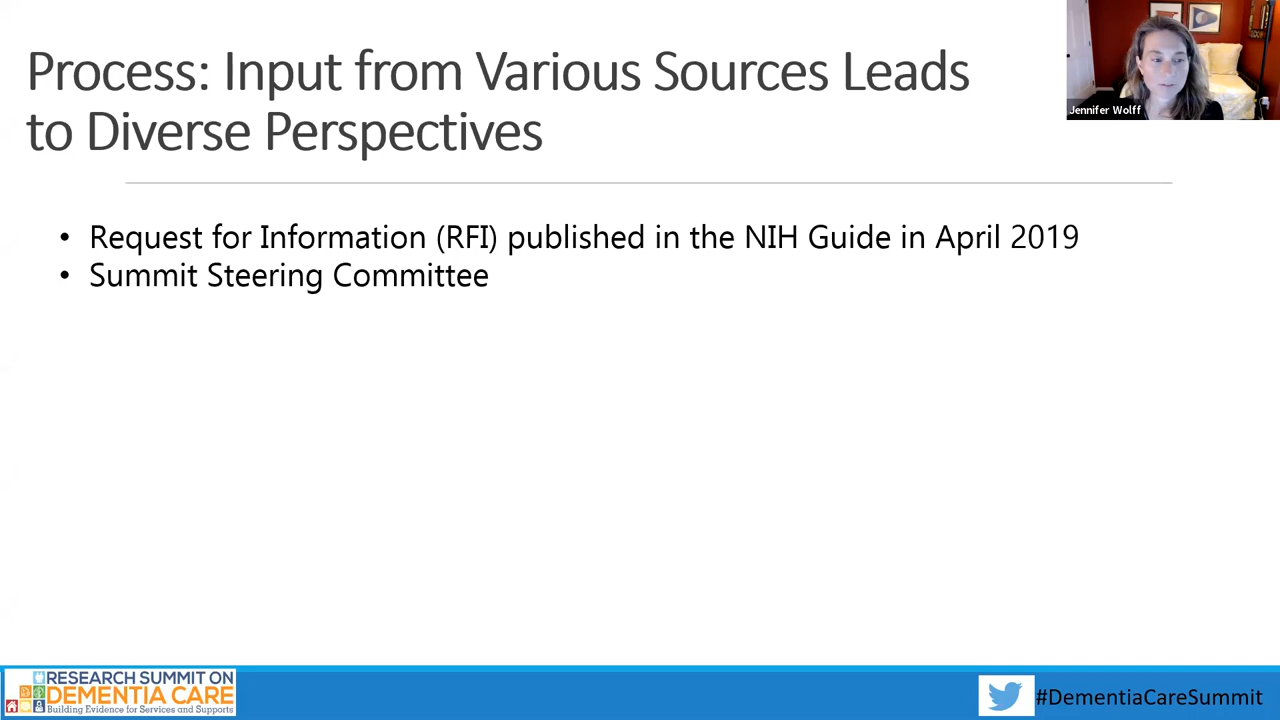 Process: Input from Various Sources Leads
to Diverse Perspectives
Jennifer Wolff
• Request for Information (RFI) published in the NIH Guide in April 2019
• Summit Steering Committee
RESEARCH SUMMIT ON
DEMENTIA CARE
Building Evidence for Services and Supports
#DementiaCareSummit